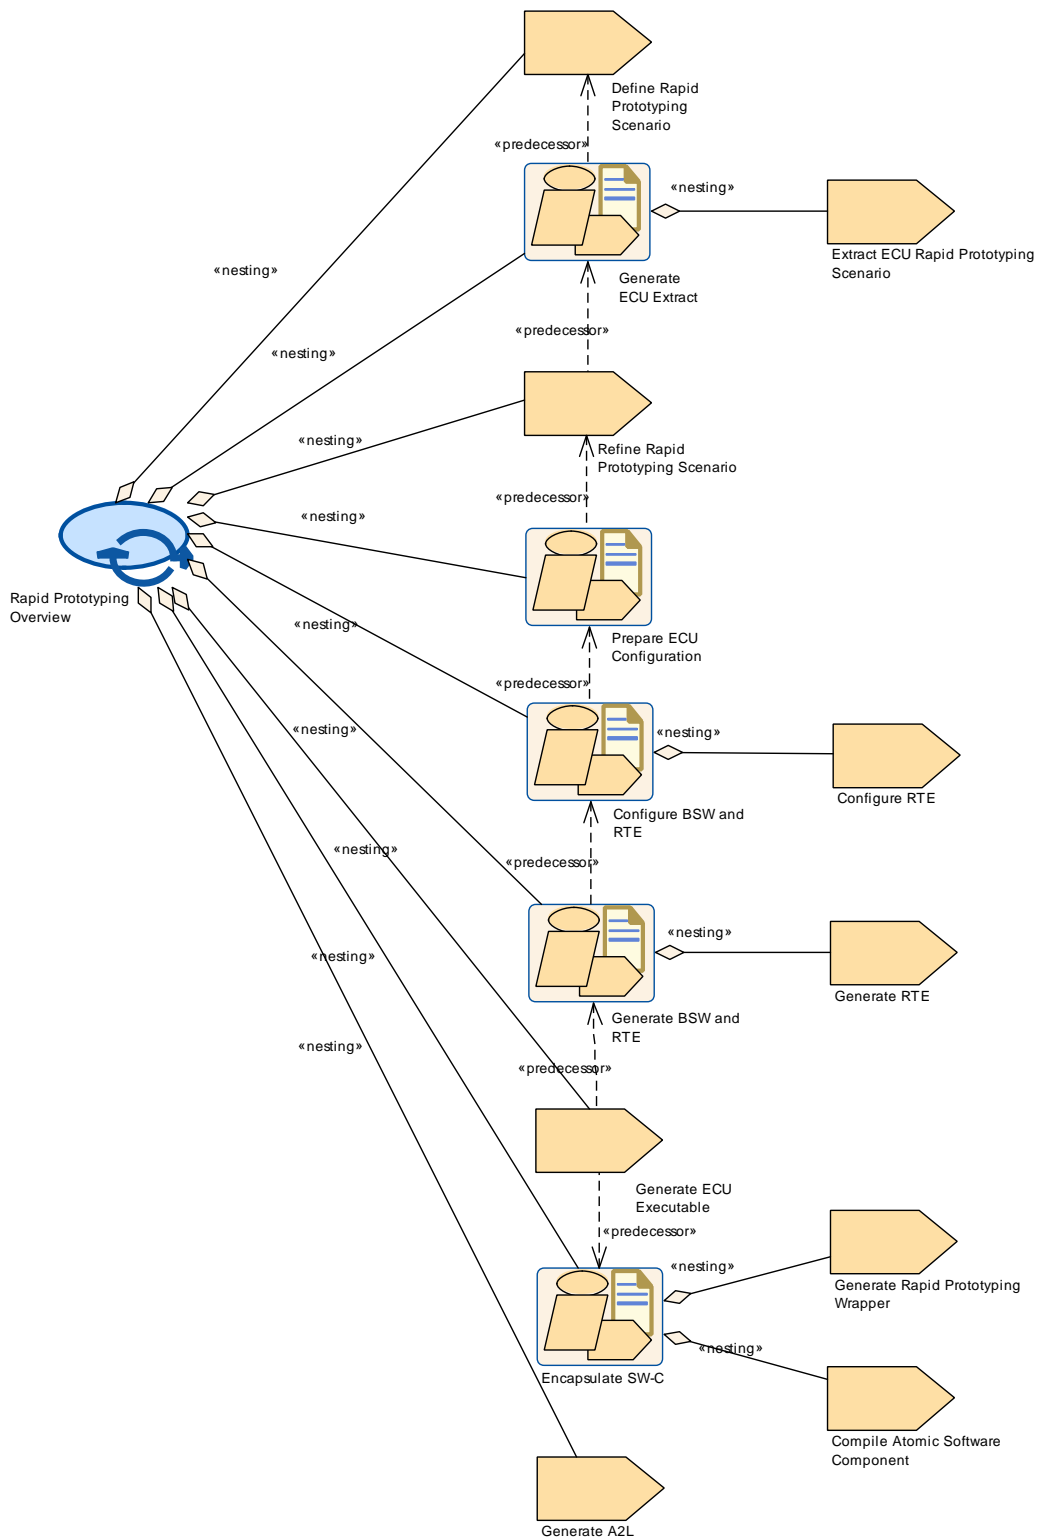 Define Rapid
Prototyping
Scenario
«predecessor»
«nesting»
Extract ECU Rapid Prototyping
Scenario
«nesting»
Generate
ECU Extract
«predecessor»
«nesting»
«nesting»
Refine Rapid
Prototyping Scenario
«predecessor»
«nesting»
Rapid Prototyping
Overview
«nesting»
Prepare ECU
Configuration
«predecessor»
«nesting»
«nesting»
Configure RTE
Configure BSW and
RTE
«nesting»
«predecessor»
«nesting»
«nesting»
Generate RTE
Generate BSW and
RTE
«nesting»
«predecessor»
Generate ECU
Executable
«predecessor»
«nesting»
Generate Rapid Prototyping
Wrapper
«nesting»
Encapsulate SW-C
Compile Atomic Software
Component
Generate A2L